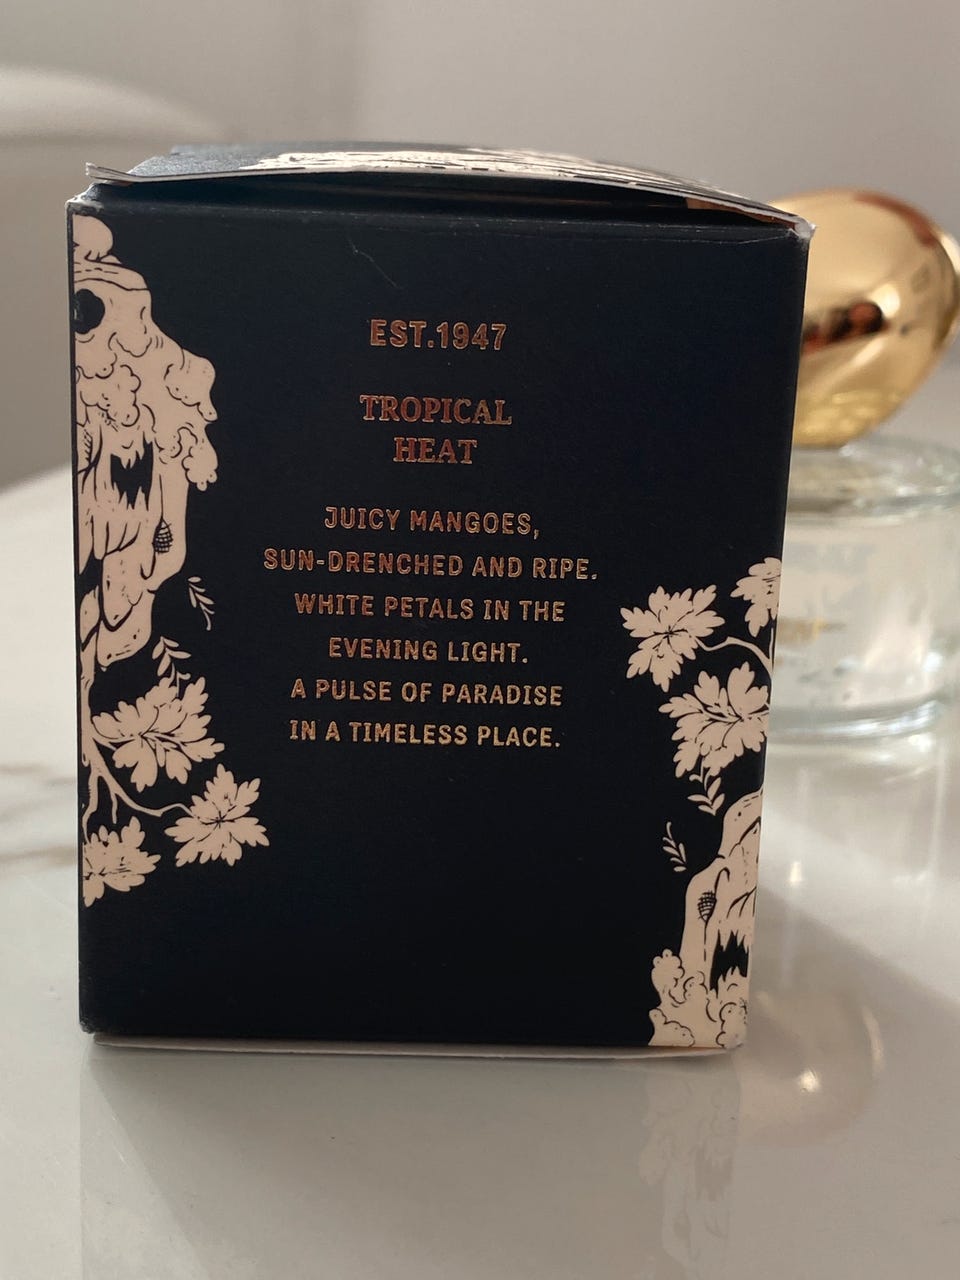 EST.1947
TROPICAL
HEAT
JUICY MANGOES,
SUN-DRENCHED AND RIPE.
WHITE PETALS IN THE
EVENING LIGHT.
A PULSE OF PARADISE
IN A TIMELESS PLACE.